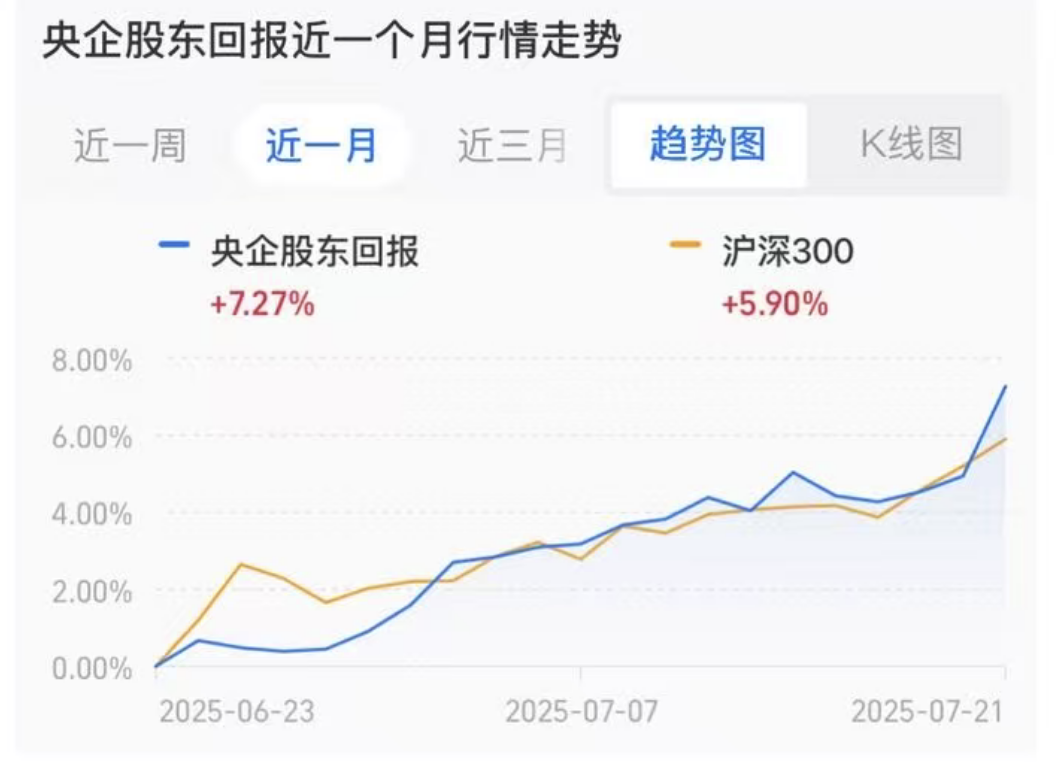 央企股东回报近一个月行情走势
近一周 近一月 近三月 趋势图 K线图
央企股东回报 沪深300
+7.27% +5.90%
8.00%
6.00%
4.00%
2.00%
0.00%
2025-06-23 2025-07-07 2025-07-21